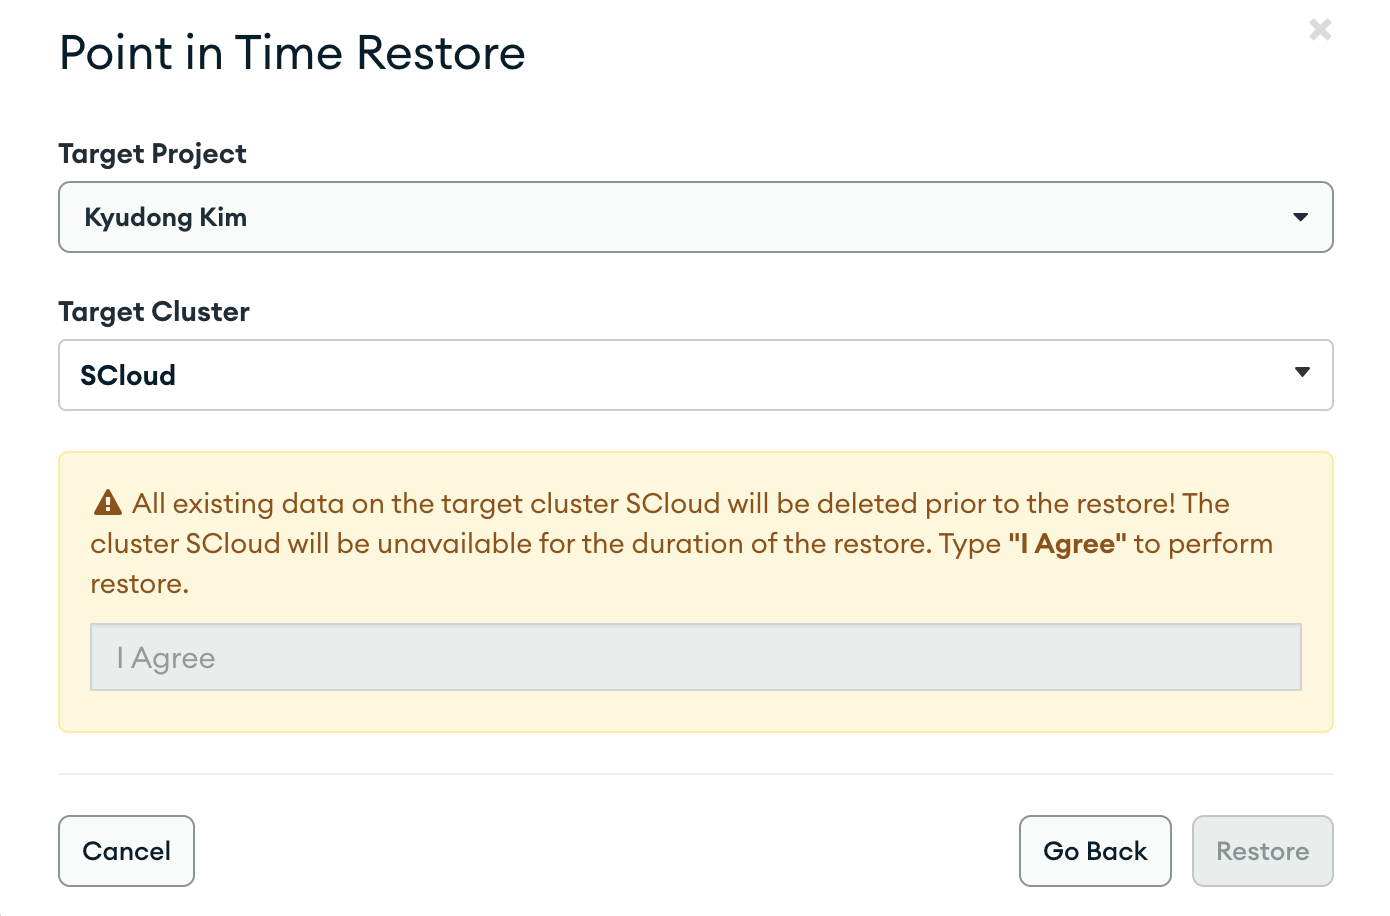 Point in Time Restore
Target Project
Kyudong Kim
Target Cluster
SCloud
All existing data on the target cluster SCloud will be deleted prior to the restore! The
cluster SCloud will be unavailable for the duration of the restore. Type "I Agree" to perform
restore.
I Agree
Cancel
Go Back
Restore